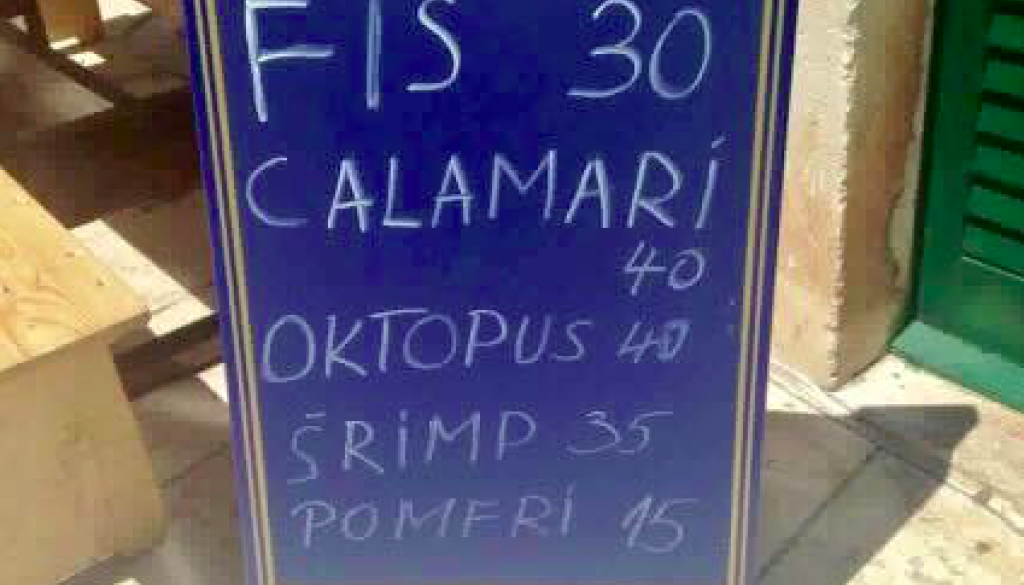 FIS 30
CALAMARi
40
OKTOPUS 40
ŠRiMP 35
POMFRi 15